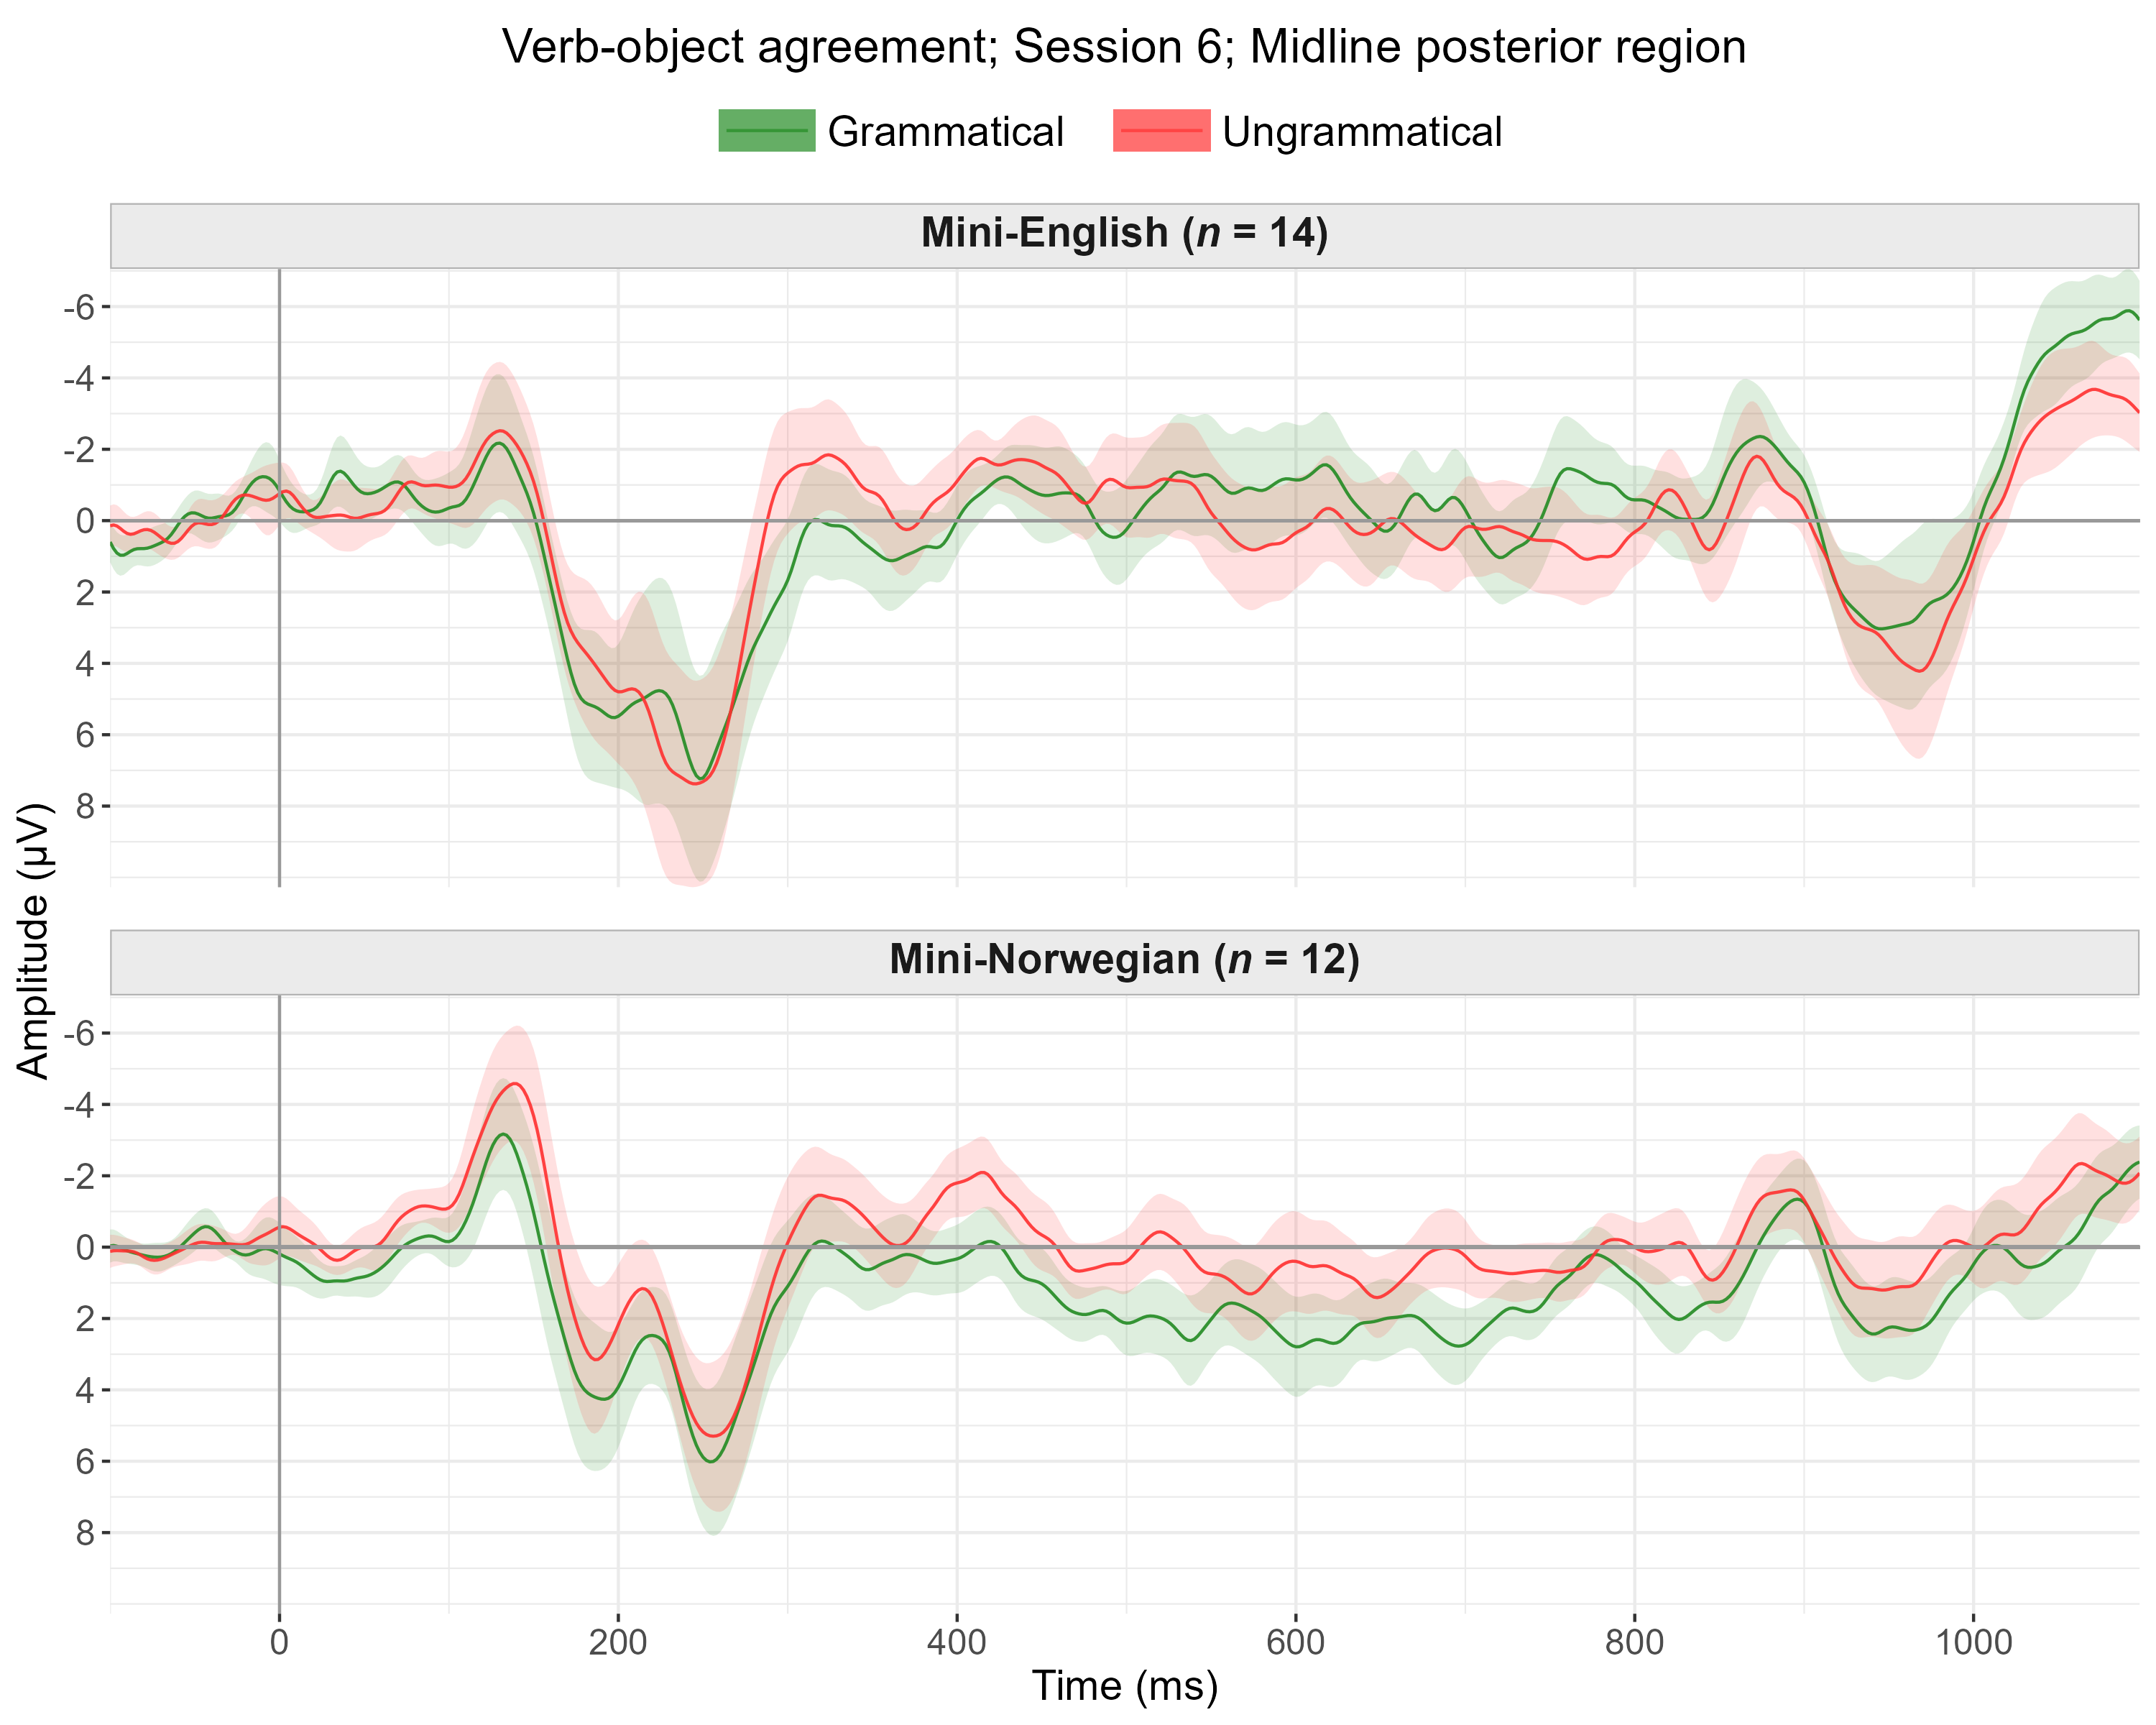 Verb-object agreement; Session 6; Midline posterior region
Grammatical Ungrammatical
Mini-English (n = 14)
-6
-4
-2
0
2
4
6
8
Amplitude (µV)
Mini-Norwegian (n = 12)
-6
-4
-2
0
2
4
6
8
0 200 400 600 800 1000
Time (ms)